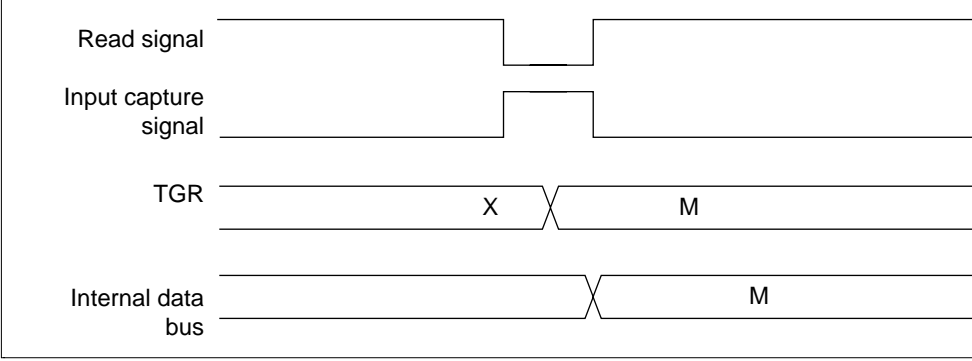 Read signal
Input capture
signal
TGR
X
M
Internal data
bus
M